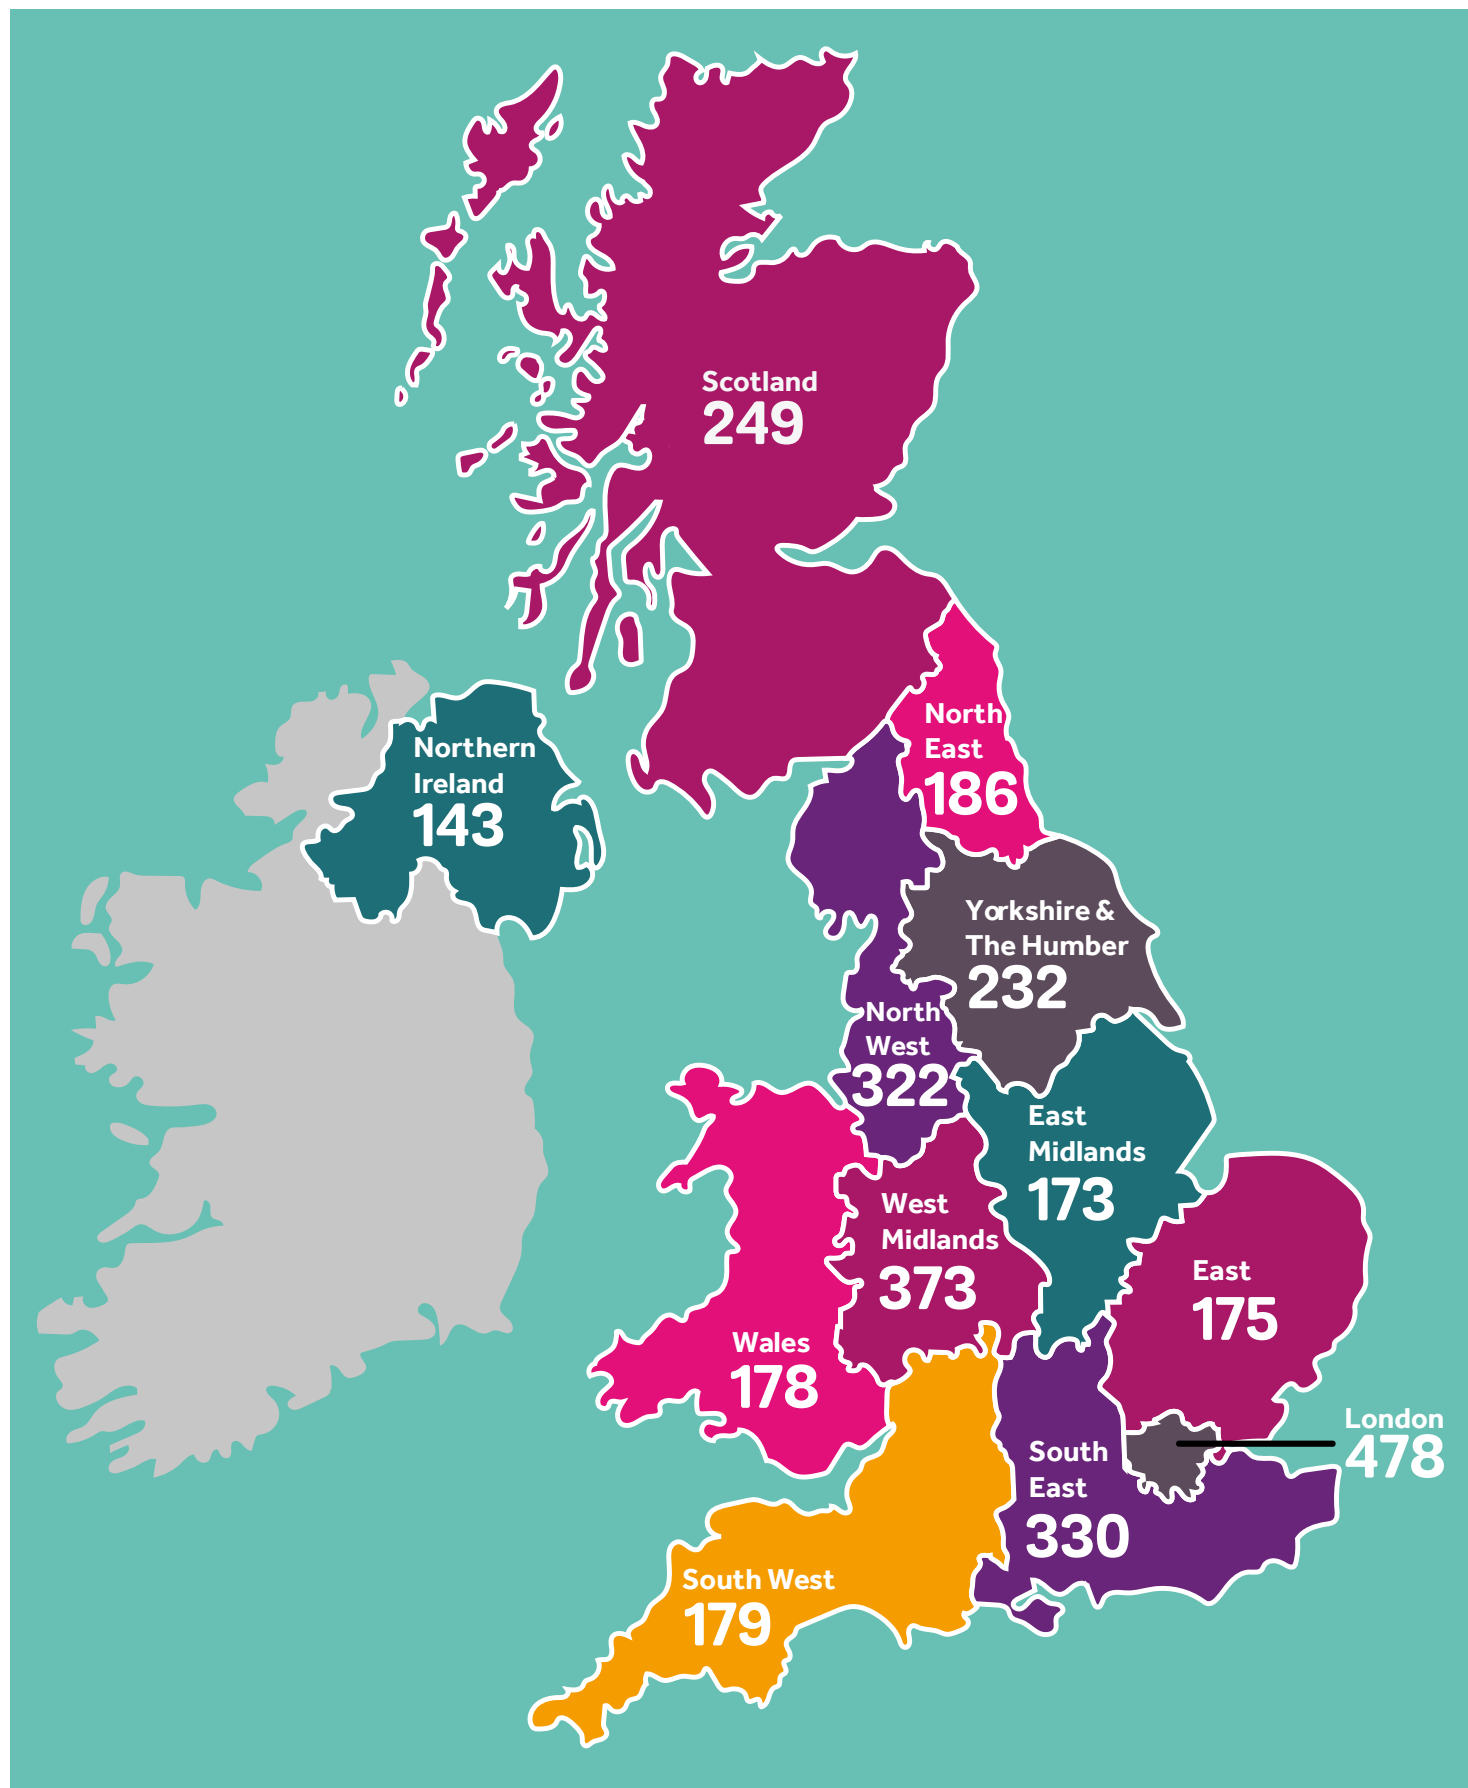 Scotland
249
North
East
186
Northern
Ireland
143
Yorkshire &
The Humber
232
North
West
322
East
Midlands
173
West
Midlands
373
East
175
Wales
178
London
478
South
East
330
South West
179